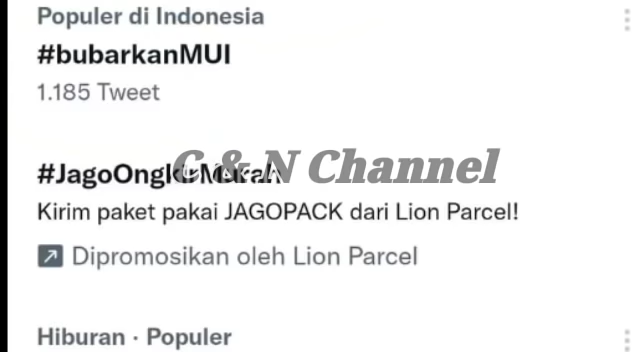 Populer di Indonesia
#bubarkanMUI
1.185 Tweet
#JagoOngkirMurah
C & N Channel
Kirim paket pakai JAGOPACK dari Lion Parcel!
Dipromosikan oleh Lion Parcel
Hiburan · Populer